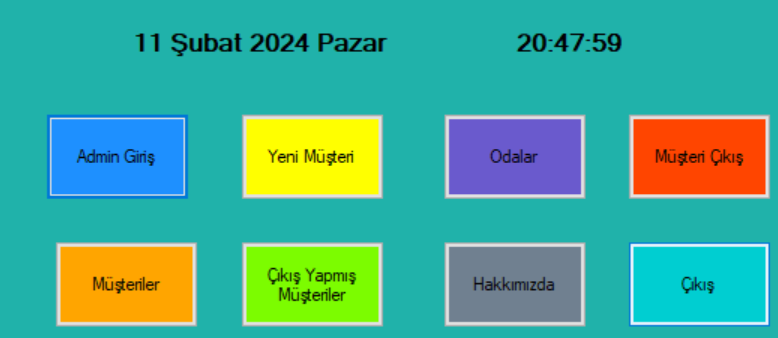 11 Şubat 2024 Pazar
20:47:59
Admin Giriş
Yeni Müşteri
Odalar
Müşteri Çıkış
Müşteriler
Çıkış Yapmış
Müşteriler
Hakkımızda
Çıkış